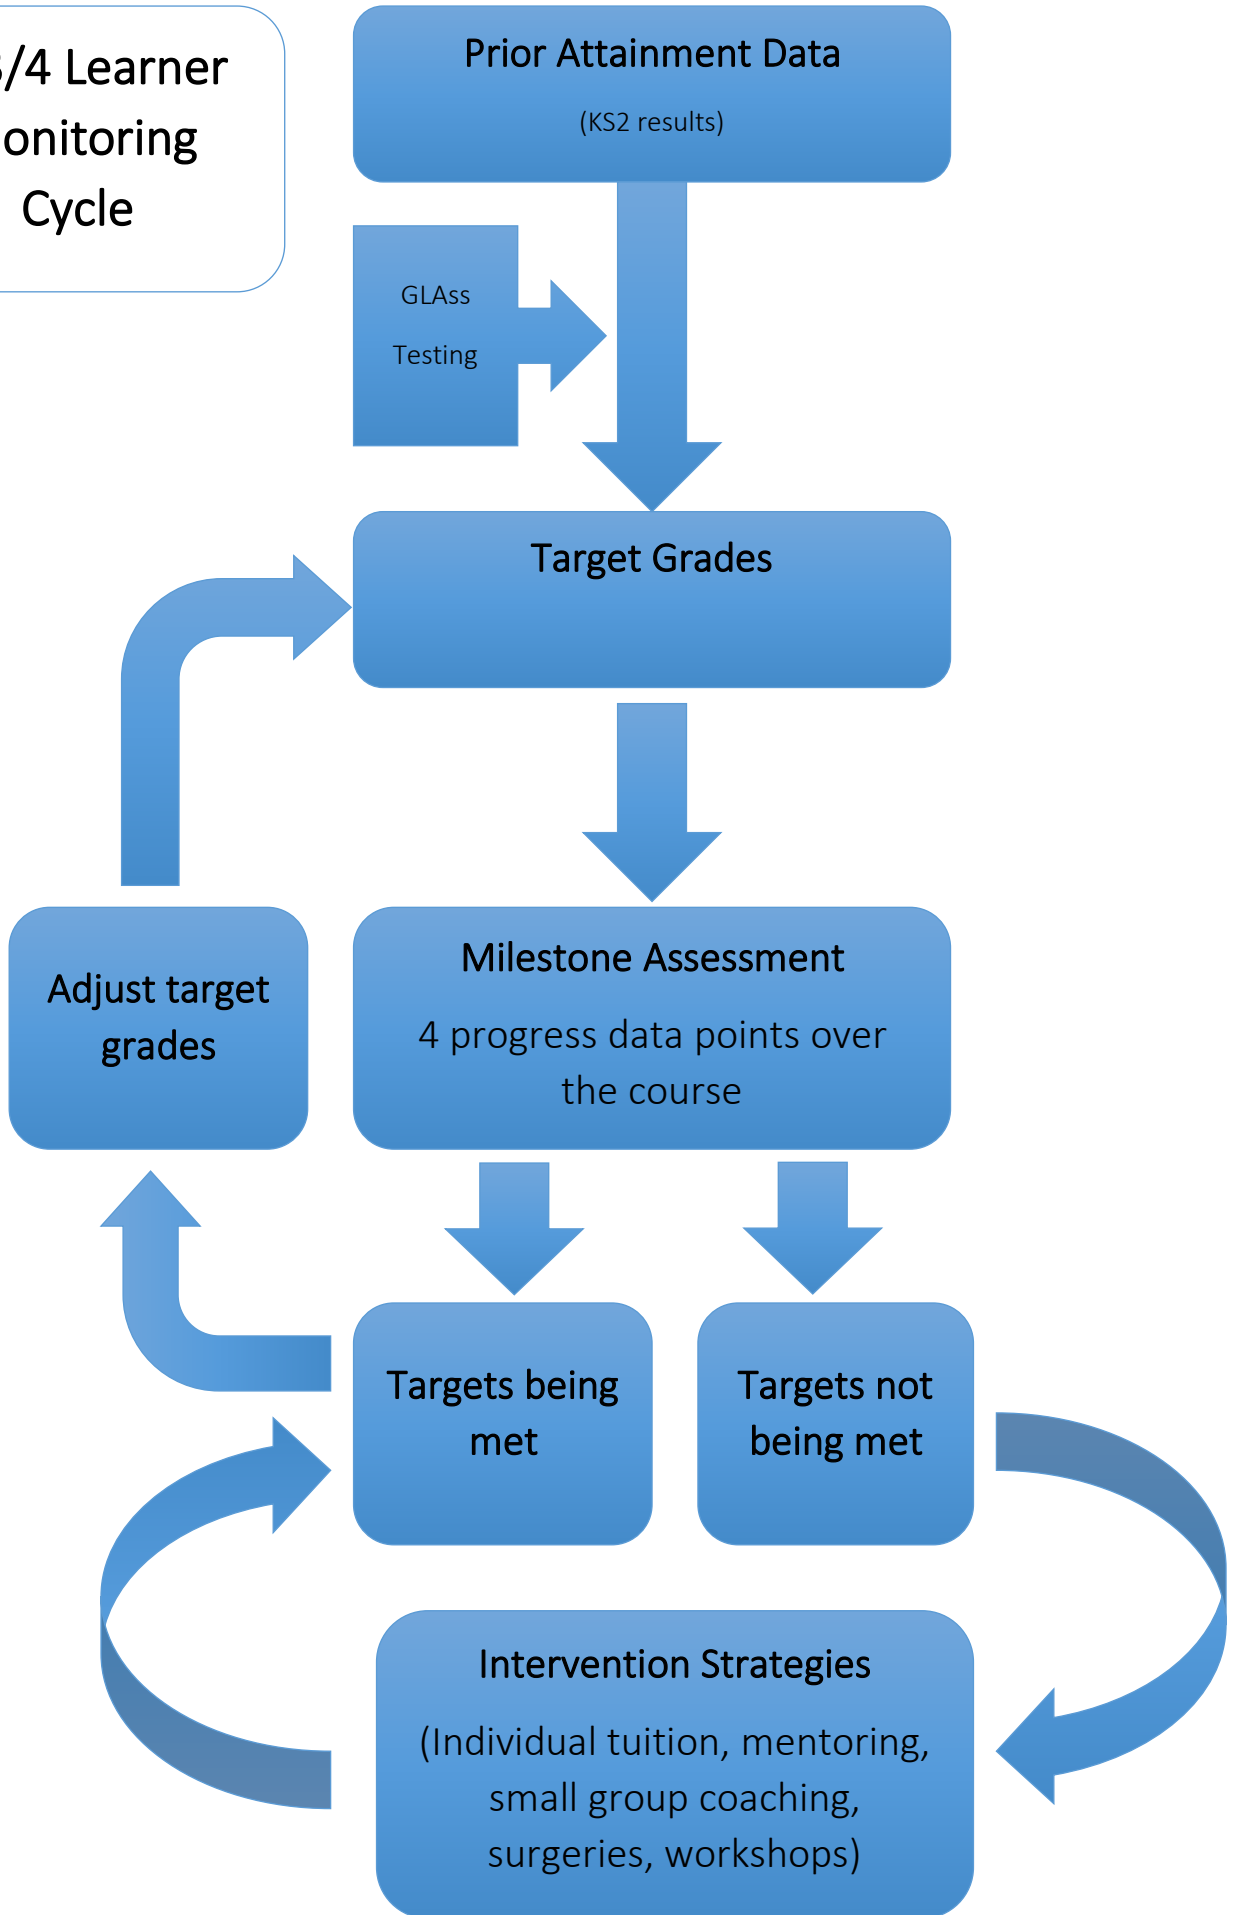 /4 Learner
onitoring
Cycle
Prior Attainment Data
(KS2 results)
GLAss
Testing
Target Grades
Adjust target
grades
Milestone Assessment
4 progress data points over
the course
Targets being
met
Targets not
being met
Intervention Strategies
(Individual tuition, mentoring,
small group coaching,
surgeries, workshops)